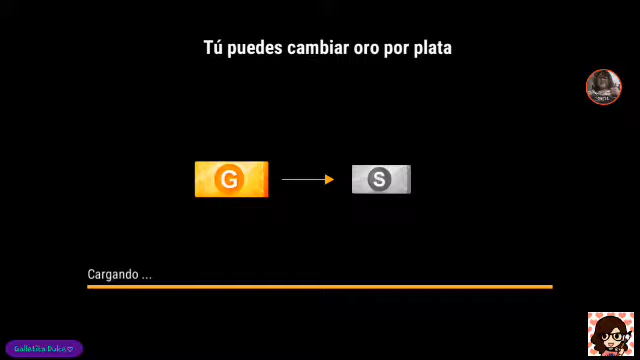 Tú puedes cambiar oro por plata
G
S
Cargando ...
Galletita Dulce♡